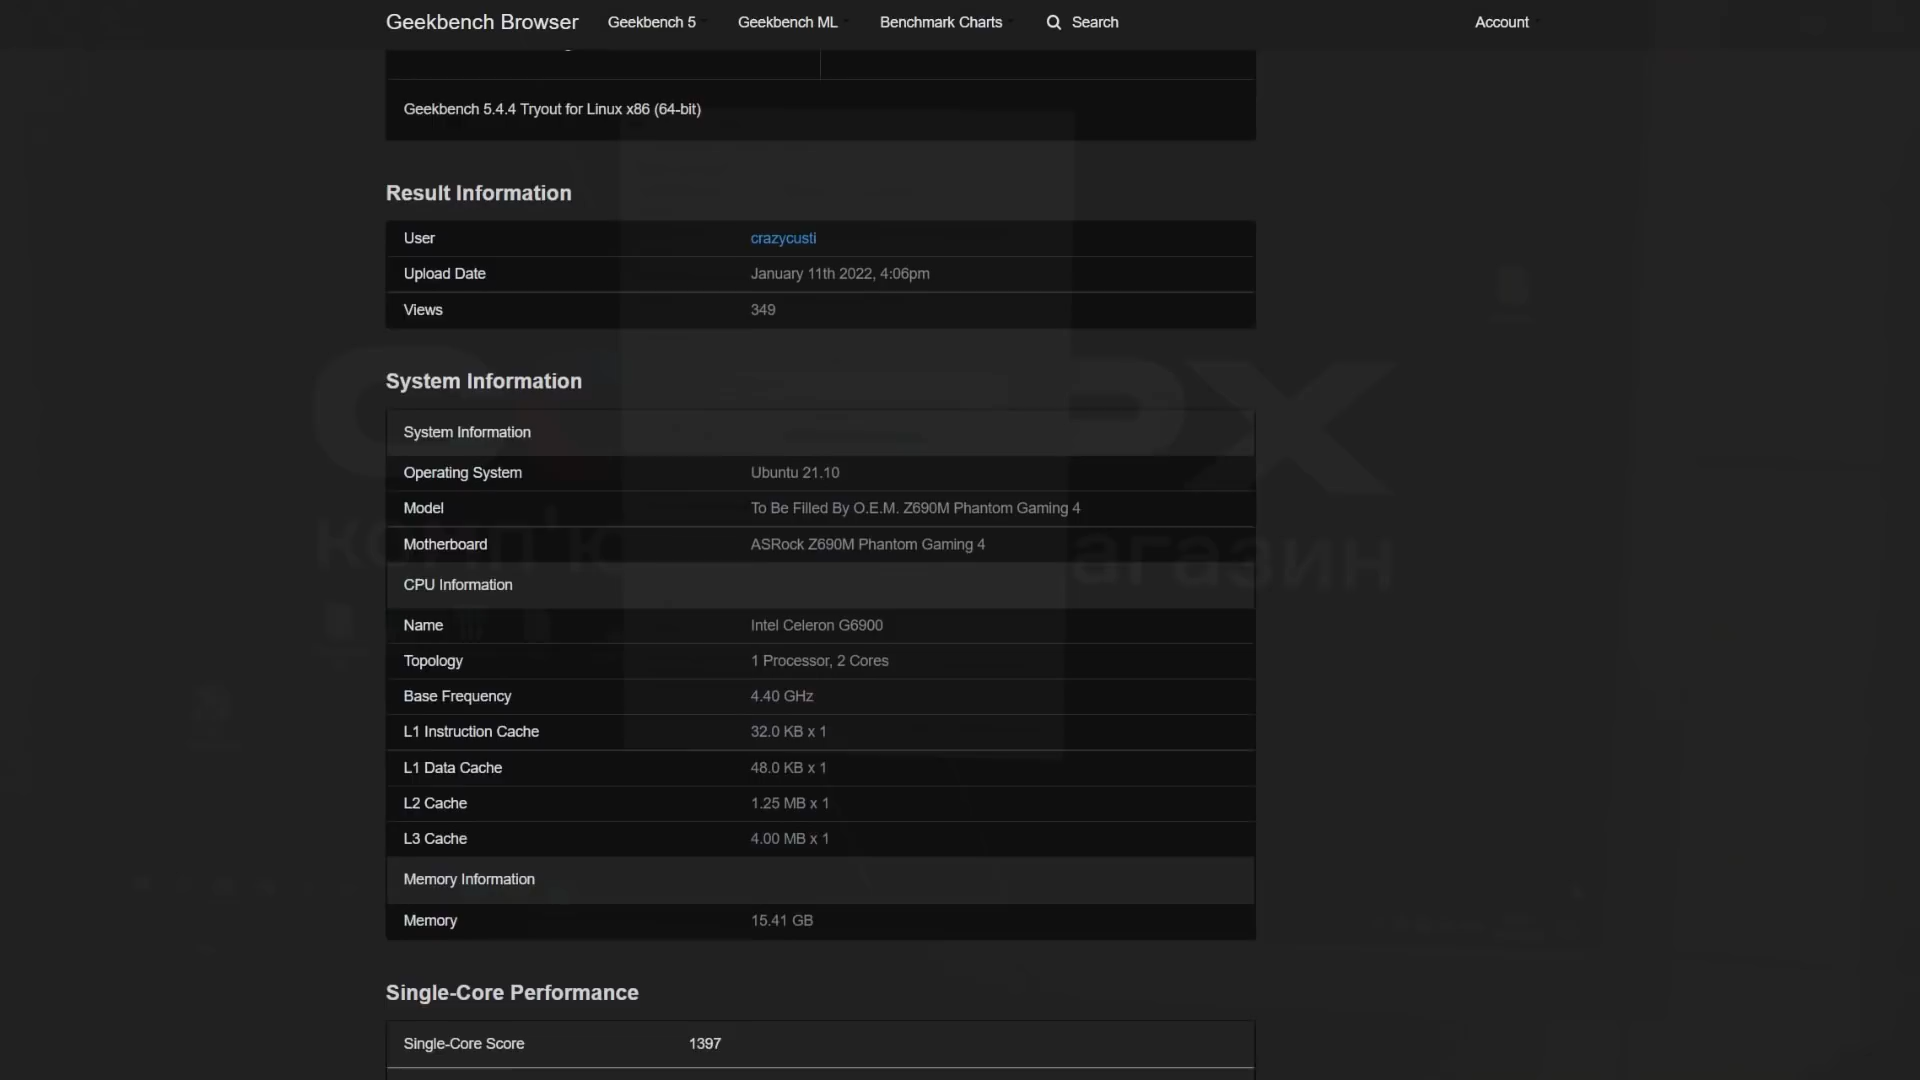 Geekbench Browser Geekbench 5 Geekbench ML Benchmark Charts Search Account
Geekbench 5.4.4 Tryout for Linux x86 (64-bit)
Result Information
User crazycusti
Upload Date January 11th 2022, 4:06pm
Views 349
System Information
System Information
Operating System Ubuntu 21.10
Model To Be Filled By O.E.M. Z690M Phantom Gaming 4
Motherboard ASRock Z690M Phantom Gaming 4
CPU Information
Name Intel Celeron G6900
Topology 1 Processor, 2 Cores
Base Frequency 4.40 GHz
L1 Instruction Cache 32.0 KB x 1
L1 Data Cache 48.0 KB x 1
L2 Cache 1.25 MB x 1
L3 Cache 4.00 MB x 1
Memory Information
Memory 15.41 GB
Single-Core Performance
Single-Core Score 1397